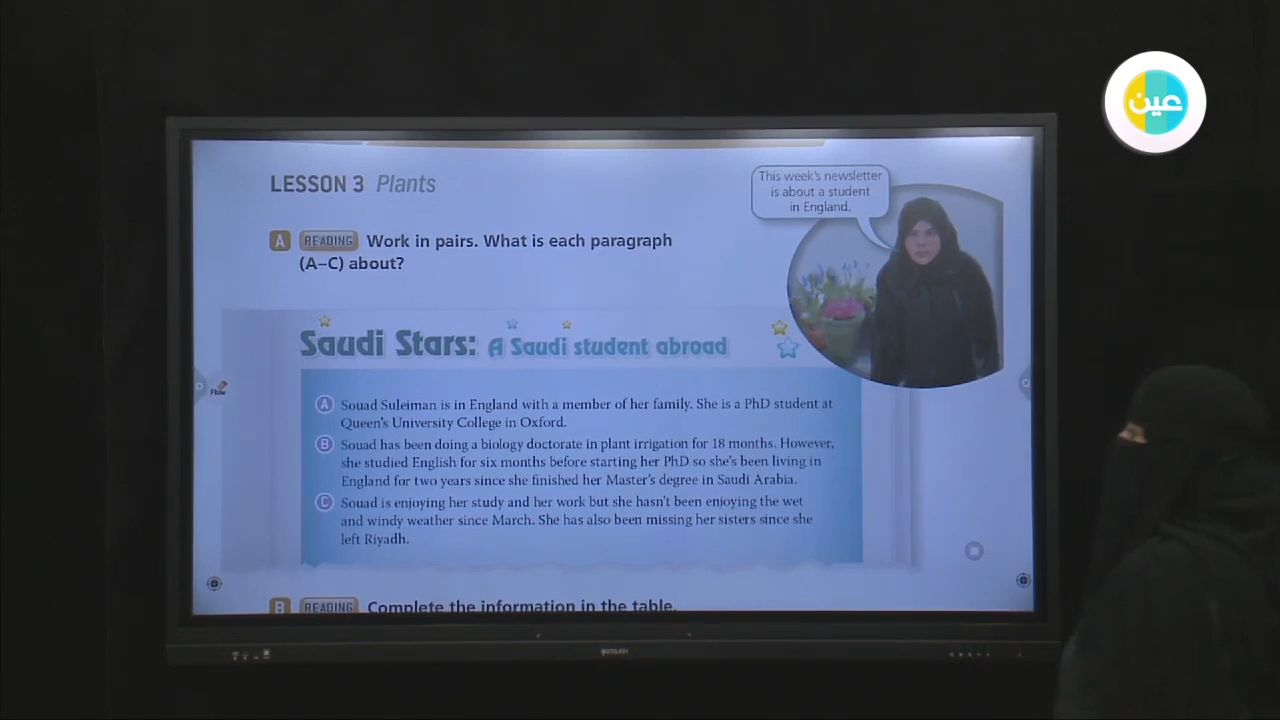 عين
This week's newsletter
is about a student
in England.
LESSON 3 Plants
A READING Work in pairs. What is each paragraph
(A–C) about?
Saudi Stars: A Saudi student abroad
Flow
A Souad Suleiman is in England with a member of her family. She is a PhD student at
Queen's University College in Oxford.
B Souad has been doing a biology doctorate in plant irrigation for 18 months. However,
she studied English for six months before starting her PhD so she's been living in
England for two years since she finished her Master's degree in Saudi Arabia.
C Souad is enjoying her study and her work but she hasn't been enjoying the wet
and windy weather since March. She has also been missing her sisters since she
left Riyadh.
B READING Complete the information in the table.